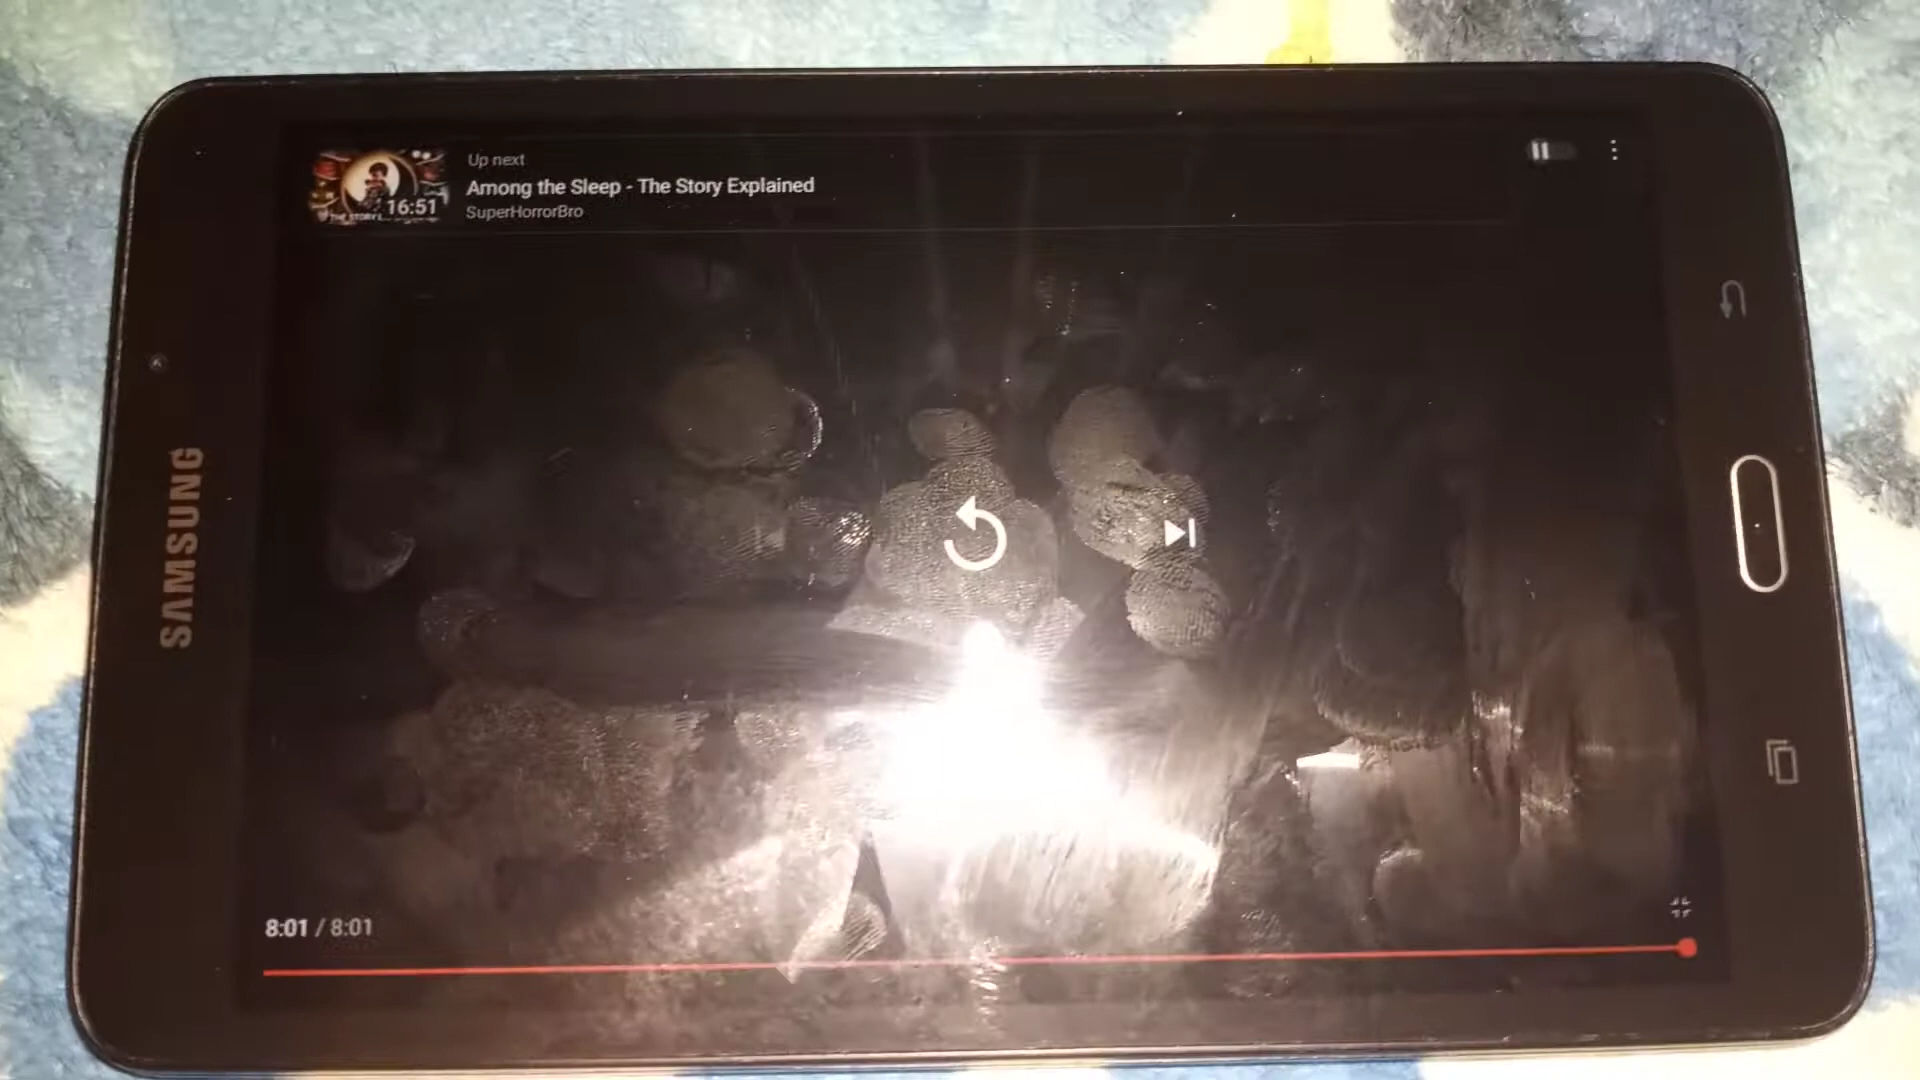 Up next
Among the Sleep - The Story Explained
SuperHorrorBro
16:51
SAMSUNG
8:01 / 8:01